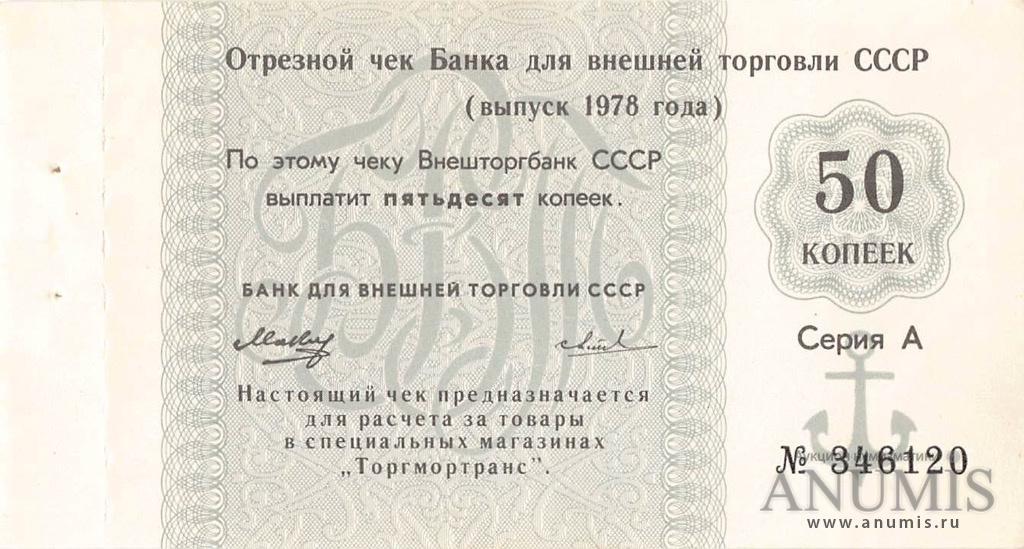 Отрезной чек Банка для внешней торговли СССР
(выпуск 1978 года)
По этому чеку Внешторгбанк СССР
выплатит пятьдесят копеек.
50
КОПЕЕК
БАНК ДЛЯ ВНЕШНЕЙ ТОРГОВЛИ СССР
Серия А
Настоящий чек предназначается
для расчета за товары
в специальных магазинах
„Торгмортранс".
№ 346120
ANUMIS
www.anumis.ru